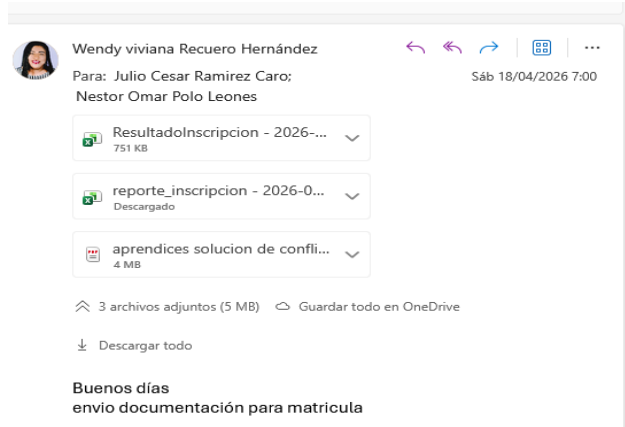 Wendy viviana Recuero Hernández
Para: Julio Cesar Ramirez Caro;
Nestor Omar Polo Leones
Sáb 18/04/2026 7:00
ResultadoInscripcion - 2026-...
751 KB
reporte_inscripcion - 2026-0...
Descargado
aprendices solucion de confli...
4 MB
3 archivos adjuntos (5 MB) Guardar todo en OneDrive
Descargar todo
Buenos días
envio documentación para matricula